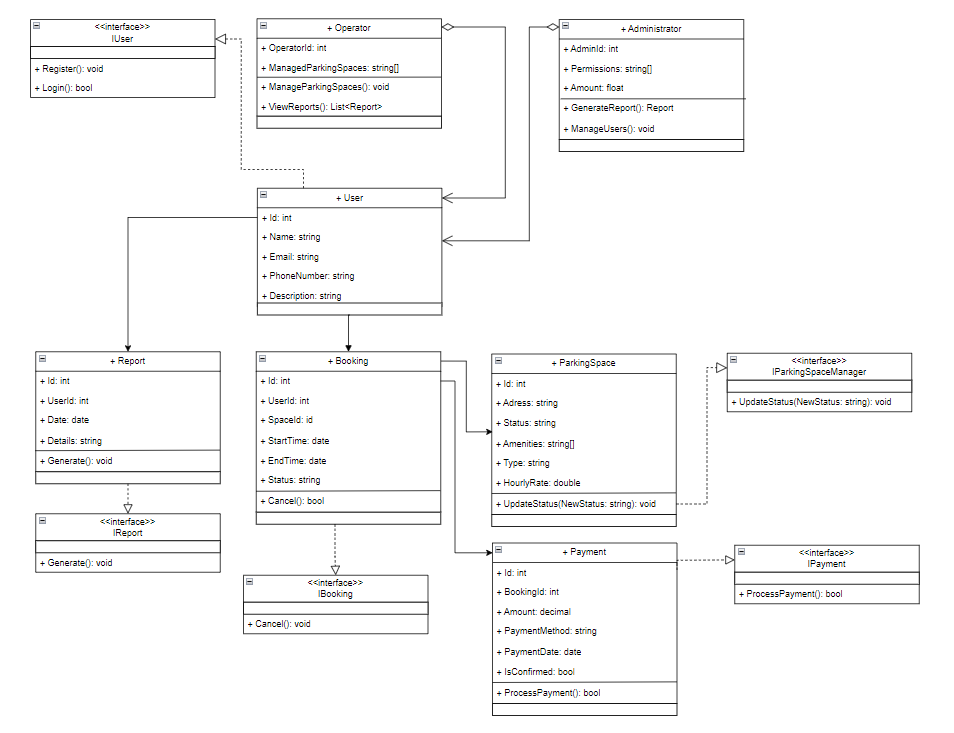 <<interface>>
IUser
+ Register(): void
+ Login(): bool
+ Operator
+ OperatorId: int
+ ManagedParkingSpaces: string[]
+ ManageParkingSpaces(): void
+ ViewReports(): List<Report>
+ Administrator
+ AdminId: int
+ Permissions: string[]
+ Amount: float
+ GenerateReport(): Report
+ ManageUsers(): void
+ User
+ Id: int
+ Name: string
+ Email: string
+ PhoneNumber: string
+ Description: string
+ Report
+ Id: int
+ UserId: int
+ Date: date
+ Details: string
+ Generate(): void
+ Booking
+ Id: int
+ UserId: int
+ SpaceId: id
+ StartTime: date
+ EndTime: date
+ Status: string
+ Cancel(): bool
+ ParkingSpace
+ Id: int
+ Adress: string
+ Status: string
+ Amenities: string[]
+ Type: string
+ HourlyRate: double
+ UpdateStatus(NewStatus: string): void
<<interface>>
IParkingSpaceManager
+ UpdateStatus(NewStatus: string): void
<<interface>>
IReport
+ Generate(): void
<<interface>>
IBooking
+ Cancel(): void
+ Payment
+ Id: int
+ BookingId: int
+ Amount: decimal
+ PaymentMethod: string
+ PaymentDate: date
+ IsConfirmed: bool
+ ProcessPayment(): bool
<<interface>>
IPayment
+ ProcessPayment(): bool